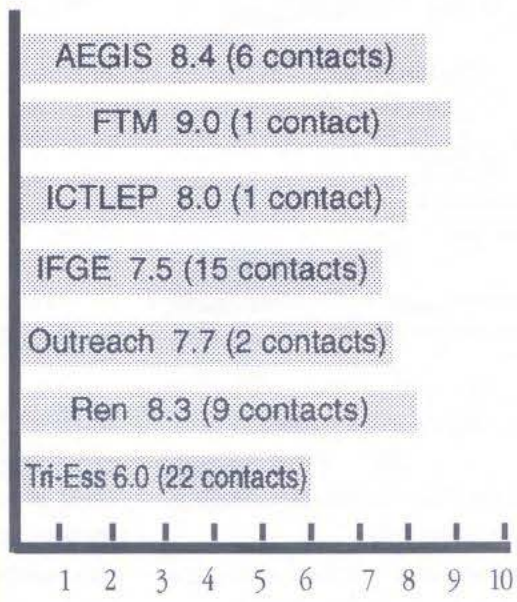 AEGIS 8.4 (6 contacts)
FTM 9.0 (1 contact)
ICTLEP 8.0 (1 contact)
IFGE 7.5 (15 contacts)
Outreach 7.7 (2 contacts)
Ren 8.3 (9 contacts)
Tri-Ess 6.0 (22 contacts)
1 2 3 4 5 6 7 8 9 10